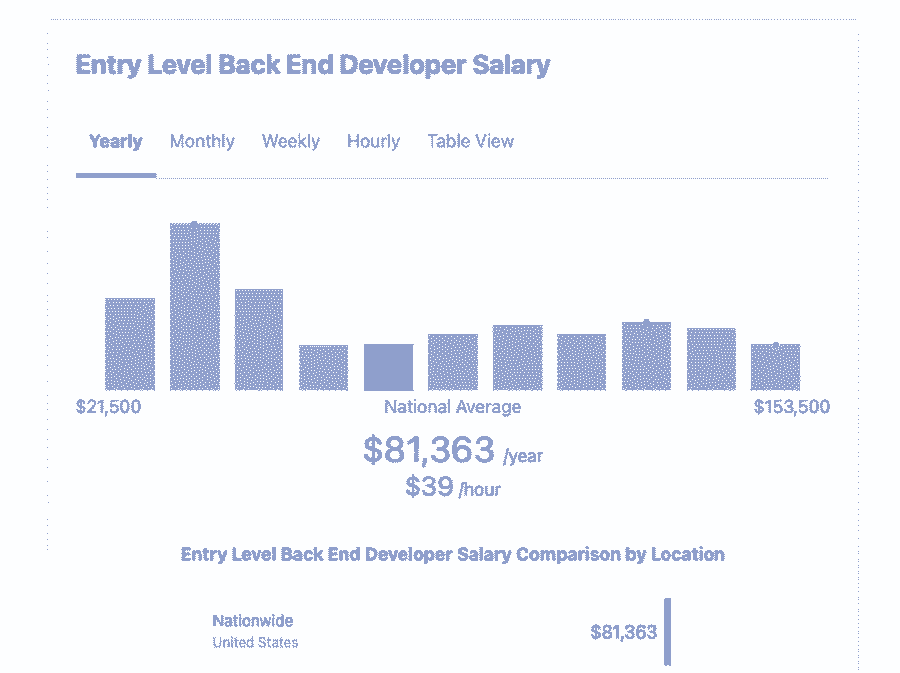 Entry Level Back End Developer Salary
Yearly Monthly Weekly Hourly Table View
$21,500 National Average $153,500
$81,363 /year
$39 /hour
Entry Level Back End Developer Salary Comparison by Location
Nationwide
United States
$81,363